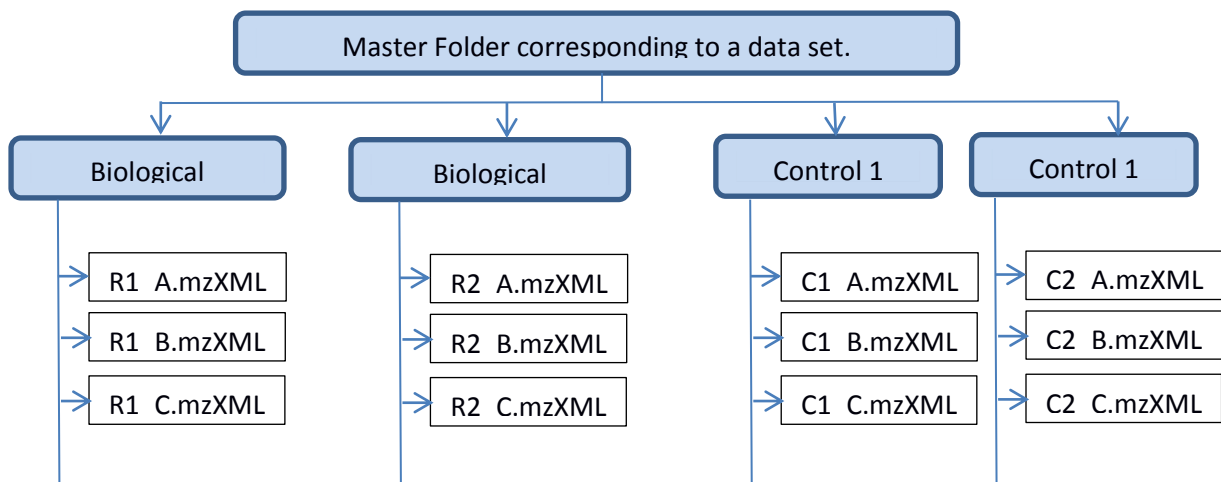 Master Folder corresponding to a data set.
Biological
Biological
Control 1
Control 1
R1 A.mzXML
R1 B.mzXML
R1 C.mzXML
R2 A.mzXML
R2 B.mzXML
R2 C.mzXML
C1 A.mzXML
C1 B.mzXML
C1 C.mzXML
C2 A.mzXML
C2 B.mzXML
C2 C.mzXML